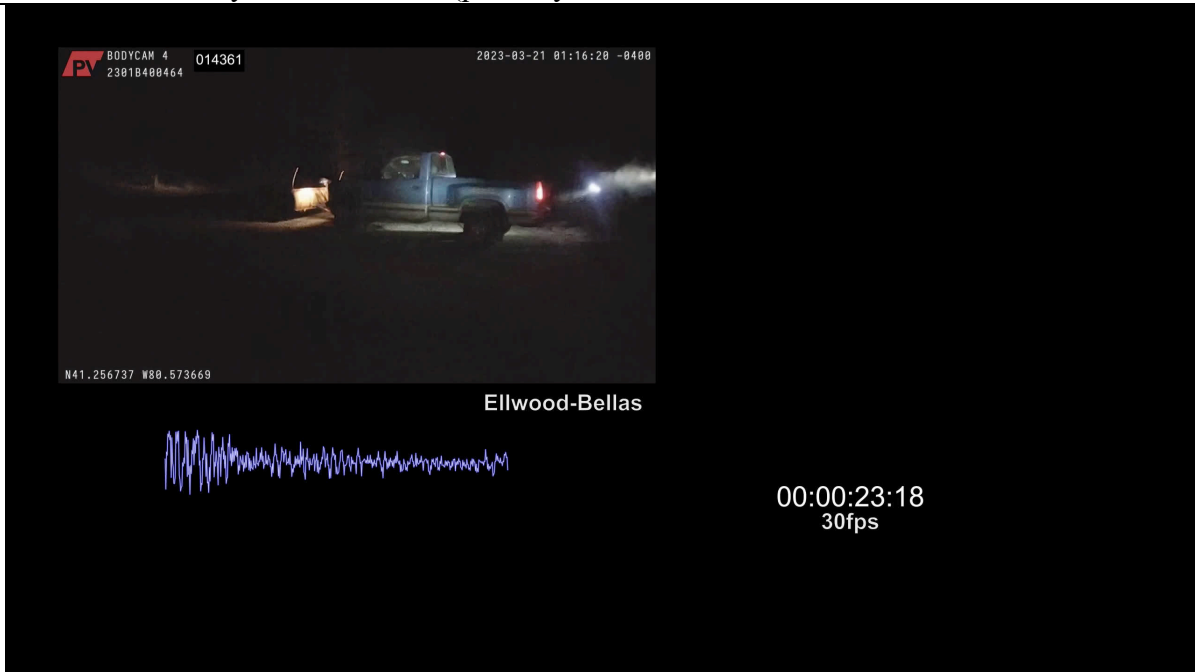 PV
BODYCAM 4 014361 2023-03-21 01:16:20 -0400
2301B400464
N41.256737 W80.573669
Ellwood-Bellas
00:00:23:18
30fps